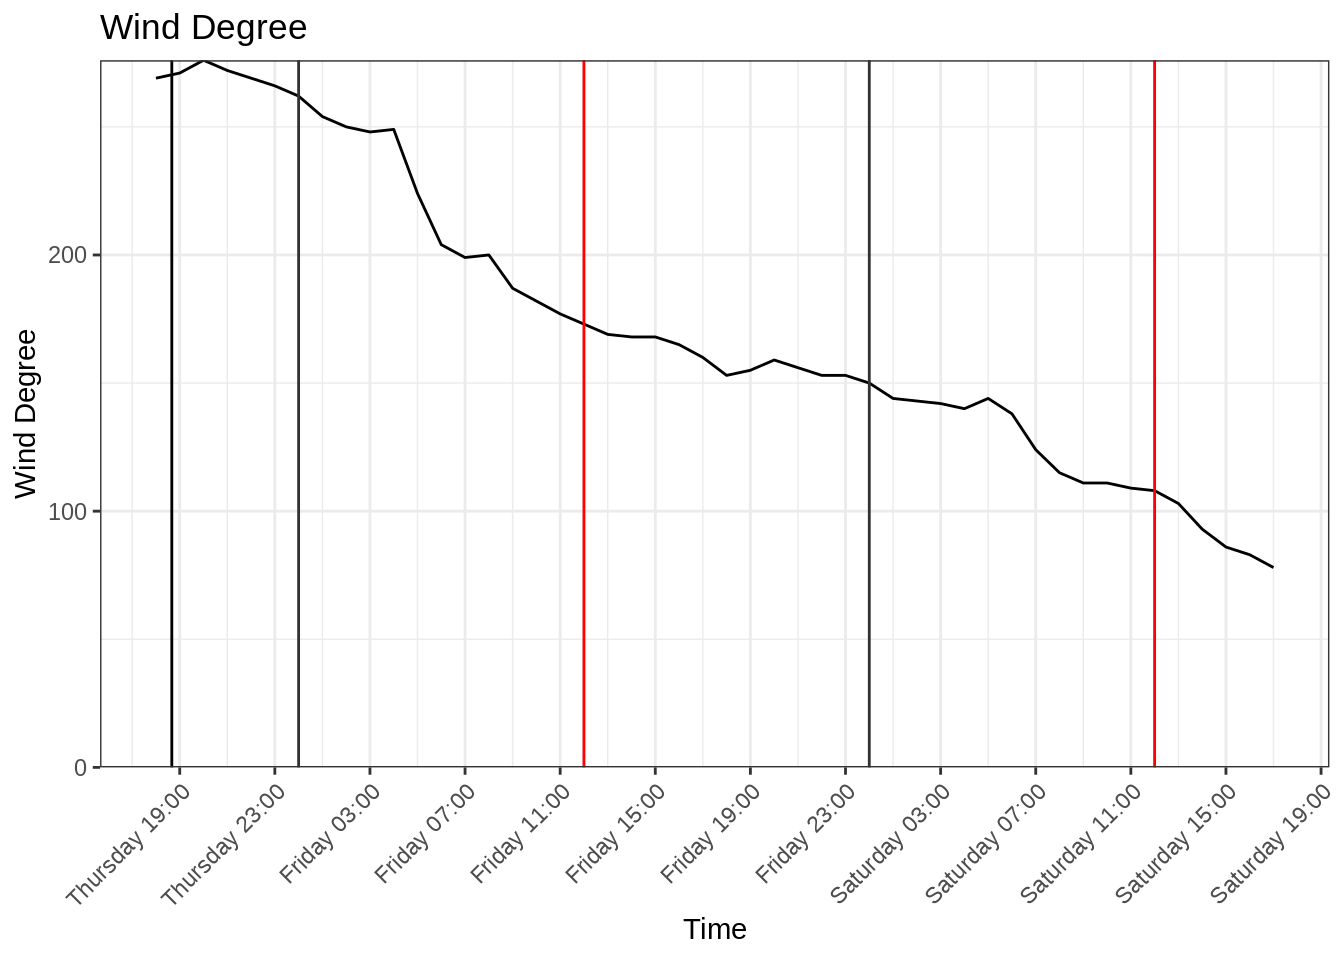 Wind Degree
Wind Degree
200
100
0
Thursday 19:00
Thursday 23:00
Friday 03:00
Friday 07:00
Friday 11:00
Friday 15:00
Friday 19:00
Friday 23:00
Saturday 03:00
Saturday 07:00
Saturday 11:00
Saturday 15:00
Saturday 19:00
Time